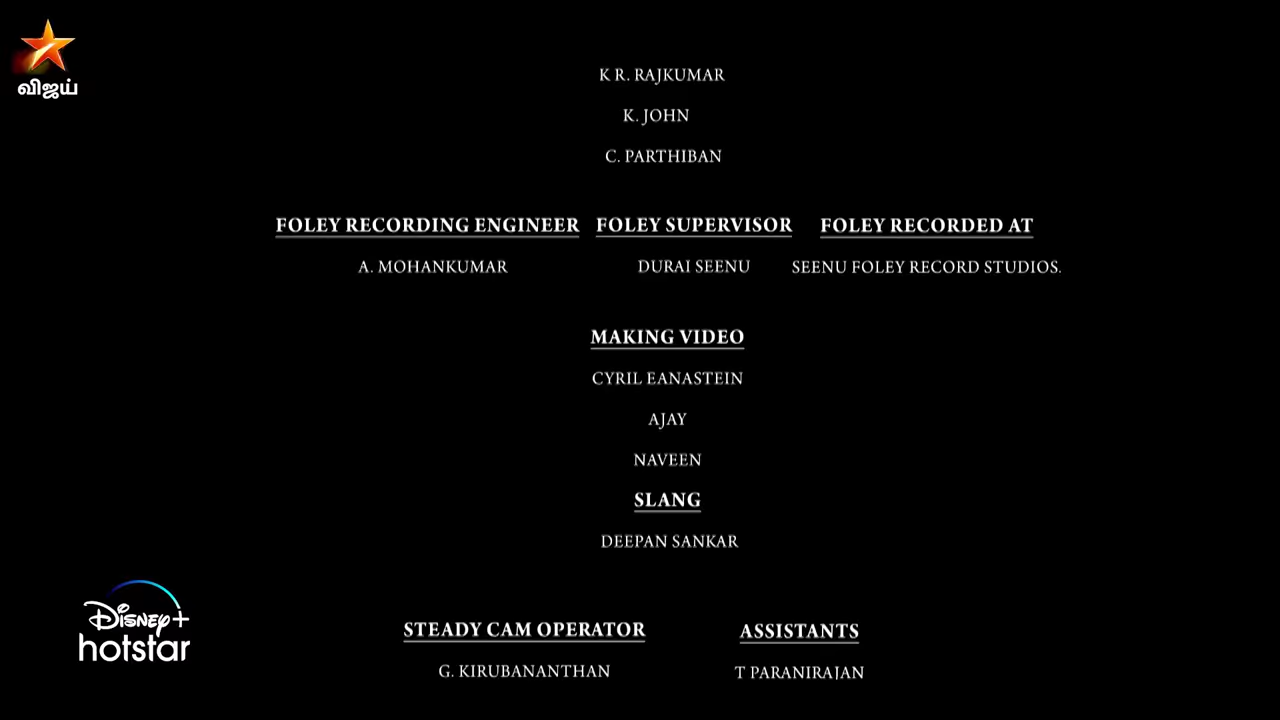 விஜய்
K R. RAJKUMAR
K. JOHN
C. PARTHIBAN
FOLEY RECORDING ENGINEER FOLEY SUPERVISOR FOLEY RECORDED AT
A. MOHANKUMAR DURAI SEENU SEENU FOLEY RECORD STUDIOS.
MAKING VIDEO
CYRIL EANASTEIN
AJAY
NAVEEN
SLANG
DEEPAN SANKAR
Disney+
hotstar
STEADY CAM OPERATOR ASSISTANTS
G. KIRUBANANTHAN T PARANIRAJAN